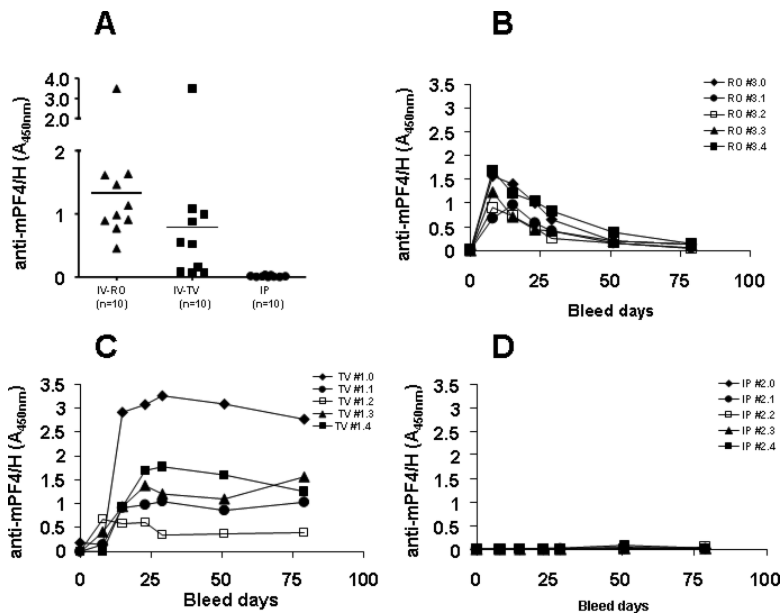 A
anti-mPF4/H (A450nm)
4.0
3.0
2.0
2
1
0
IV-RO
(n=10)
IV-TV
(n=10)
IP
(n=10)
B
anti-mPF4/H (A450nm)
3.5
3
2.5
2
1.5
1
0.5
0
0
25
50
75
100
Bleed days
RO #3.0
RO #3.1
RO #3.2
RO #3.3
RO #3.4
C
anti-mPF4/H (A450nm)
3.5
3
2.5
2
1.5
1
0.5
0
0
25
50
75
100
Bleed days
TV #1.0
TV #1.1
TV #1.2
TV #1.3
TV #1.4
D
anti-mPF4/H (A450nm)
3.5
3
2.5
2
1.5
1
0.5
0
0
25
50
75
100
Bleed days
IP #2.0
IP #2.1
IP #2.2
IP #2.3
IP #2.4